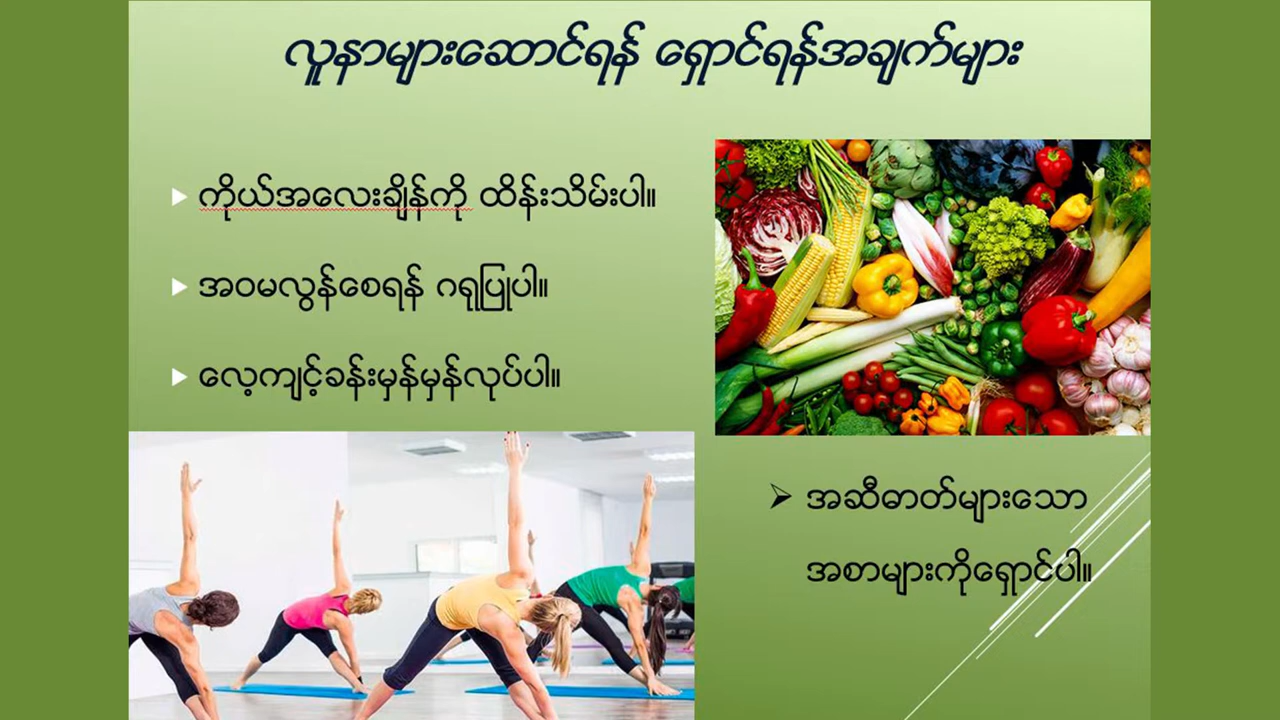 လူနာများဆောင်ရန် ရှောင်ရန်အချက်များ
ကိုယ်အလေးချိန်ကို ထိန်းသိမ်းပါ။
အဝမလွန်စေရန် ဂရုပြုပါ။
လေ့ကျင့်ခန်းမှန်မှန်လုပ်ပါ။
အဆီဓာတ်များသော
အစာများကိုရှောင်ပါ။